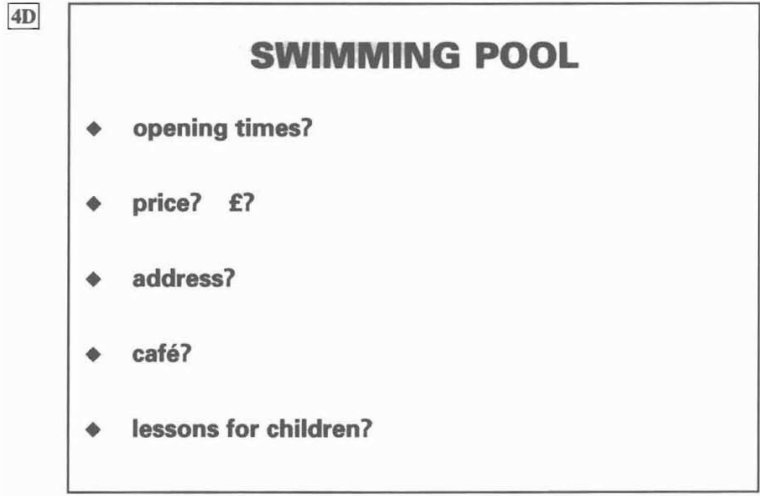 4D
SWIMMING POOL
◆ opening times?
◆ price? £?
◆ address?
◆ café?
◆ lessons for children?